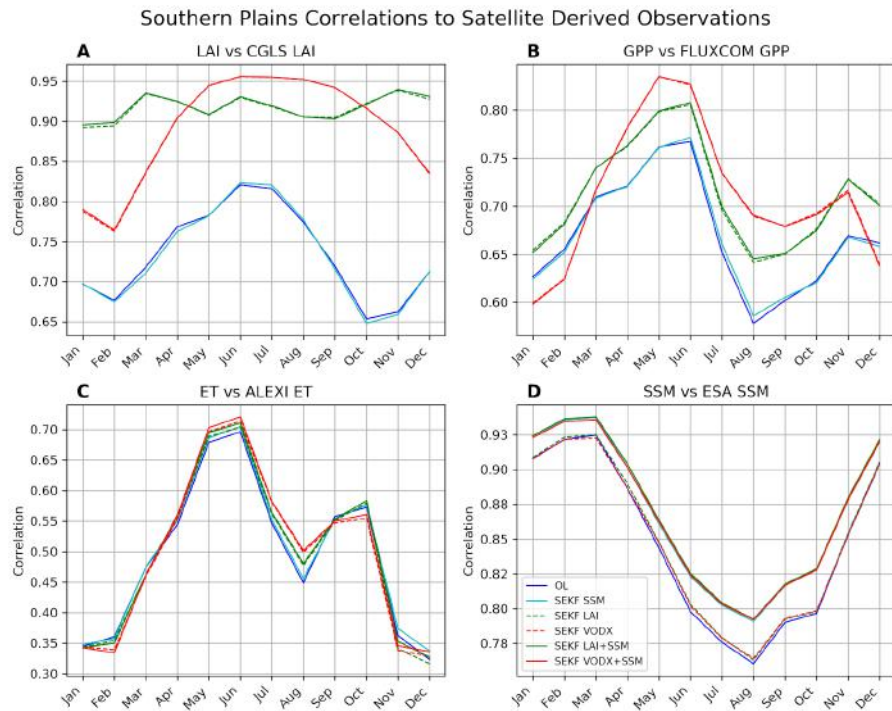 Southern Plains Correlations to Satellite Derived Observations
A
LAI vs CGLS LAI
Correlation
0.95
0.90
0.85
0.80
0.75
0.70
0.65
Jan
Feb
Mar
Apr
May
Jun
Jul
Aug
Sep
Oct
Nov
Dec
B
GPP vs FLUXCOM GPP
Correlation
0.80
0.75
0.70
0.65
0.60
Jan
Feb
Mar
Apr
May
Jun
Jul
Aug
Sep
Oct
Nov
Dec
C
ET vs ALEXI ET
Correlation
0.70
0.65
0.60
0.55
0.50
0.45
0.40
0.35
0.30
Jan
Feb
Mar
Apr
May
Jun
Jul
Aug
Sep
Oct
Nov
Dec
D
SSM vs ESA SSM
Correlation
0.93
0.90
0.88
0.85
0.82
0.80
0.78
OL
SEKF SSM
SEKF LAI
SEKF VODX
SEKF LAI+SSM
SEKF VODX+SSM
Jan
Feb
Mar
Apr
May
Jun
Jul
Aug
Sep
Oct
Nov
Dec